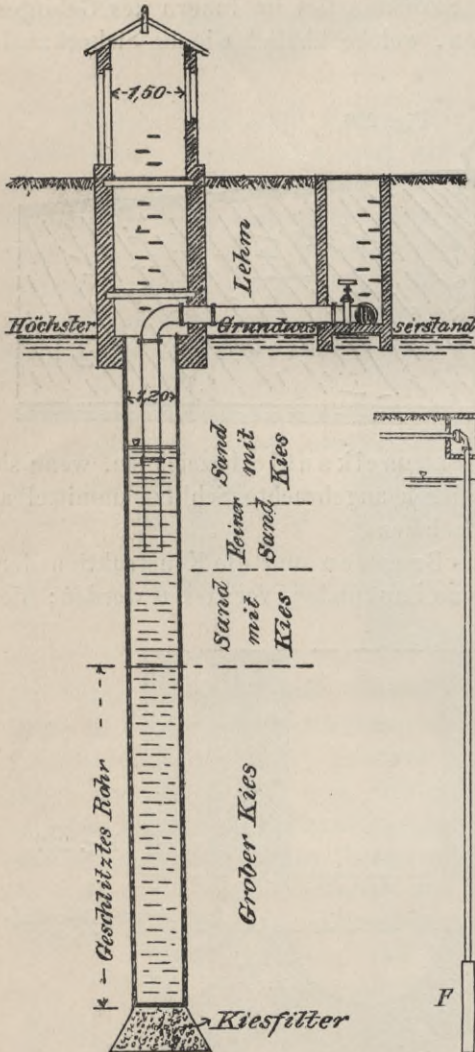 1,50
Lehm
Höchster Grundwasserstand
1,20
Sand
mit
Kies
Feiner
Sand
Sand
mit
Kies
Geschlitztes Rohr
Grober Kies
F
Kiesfilter